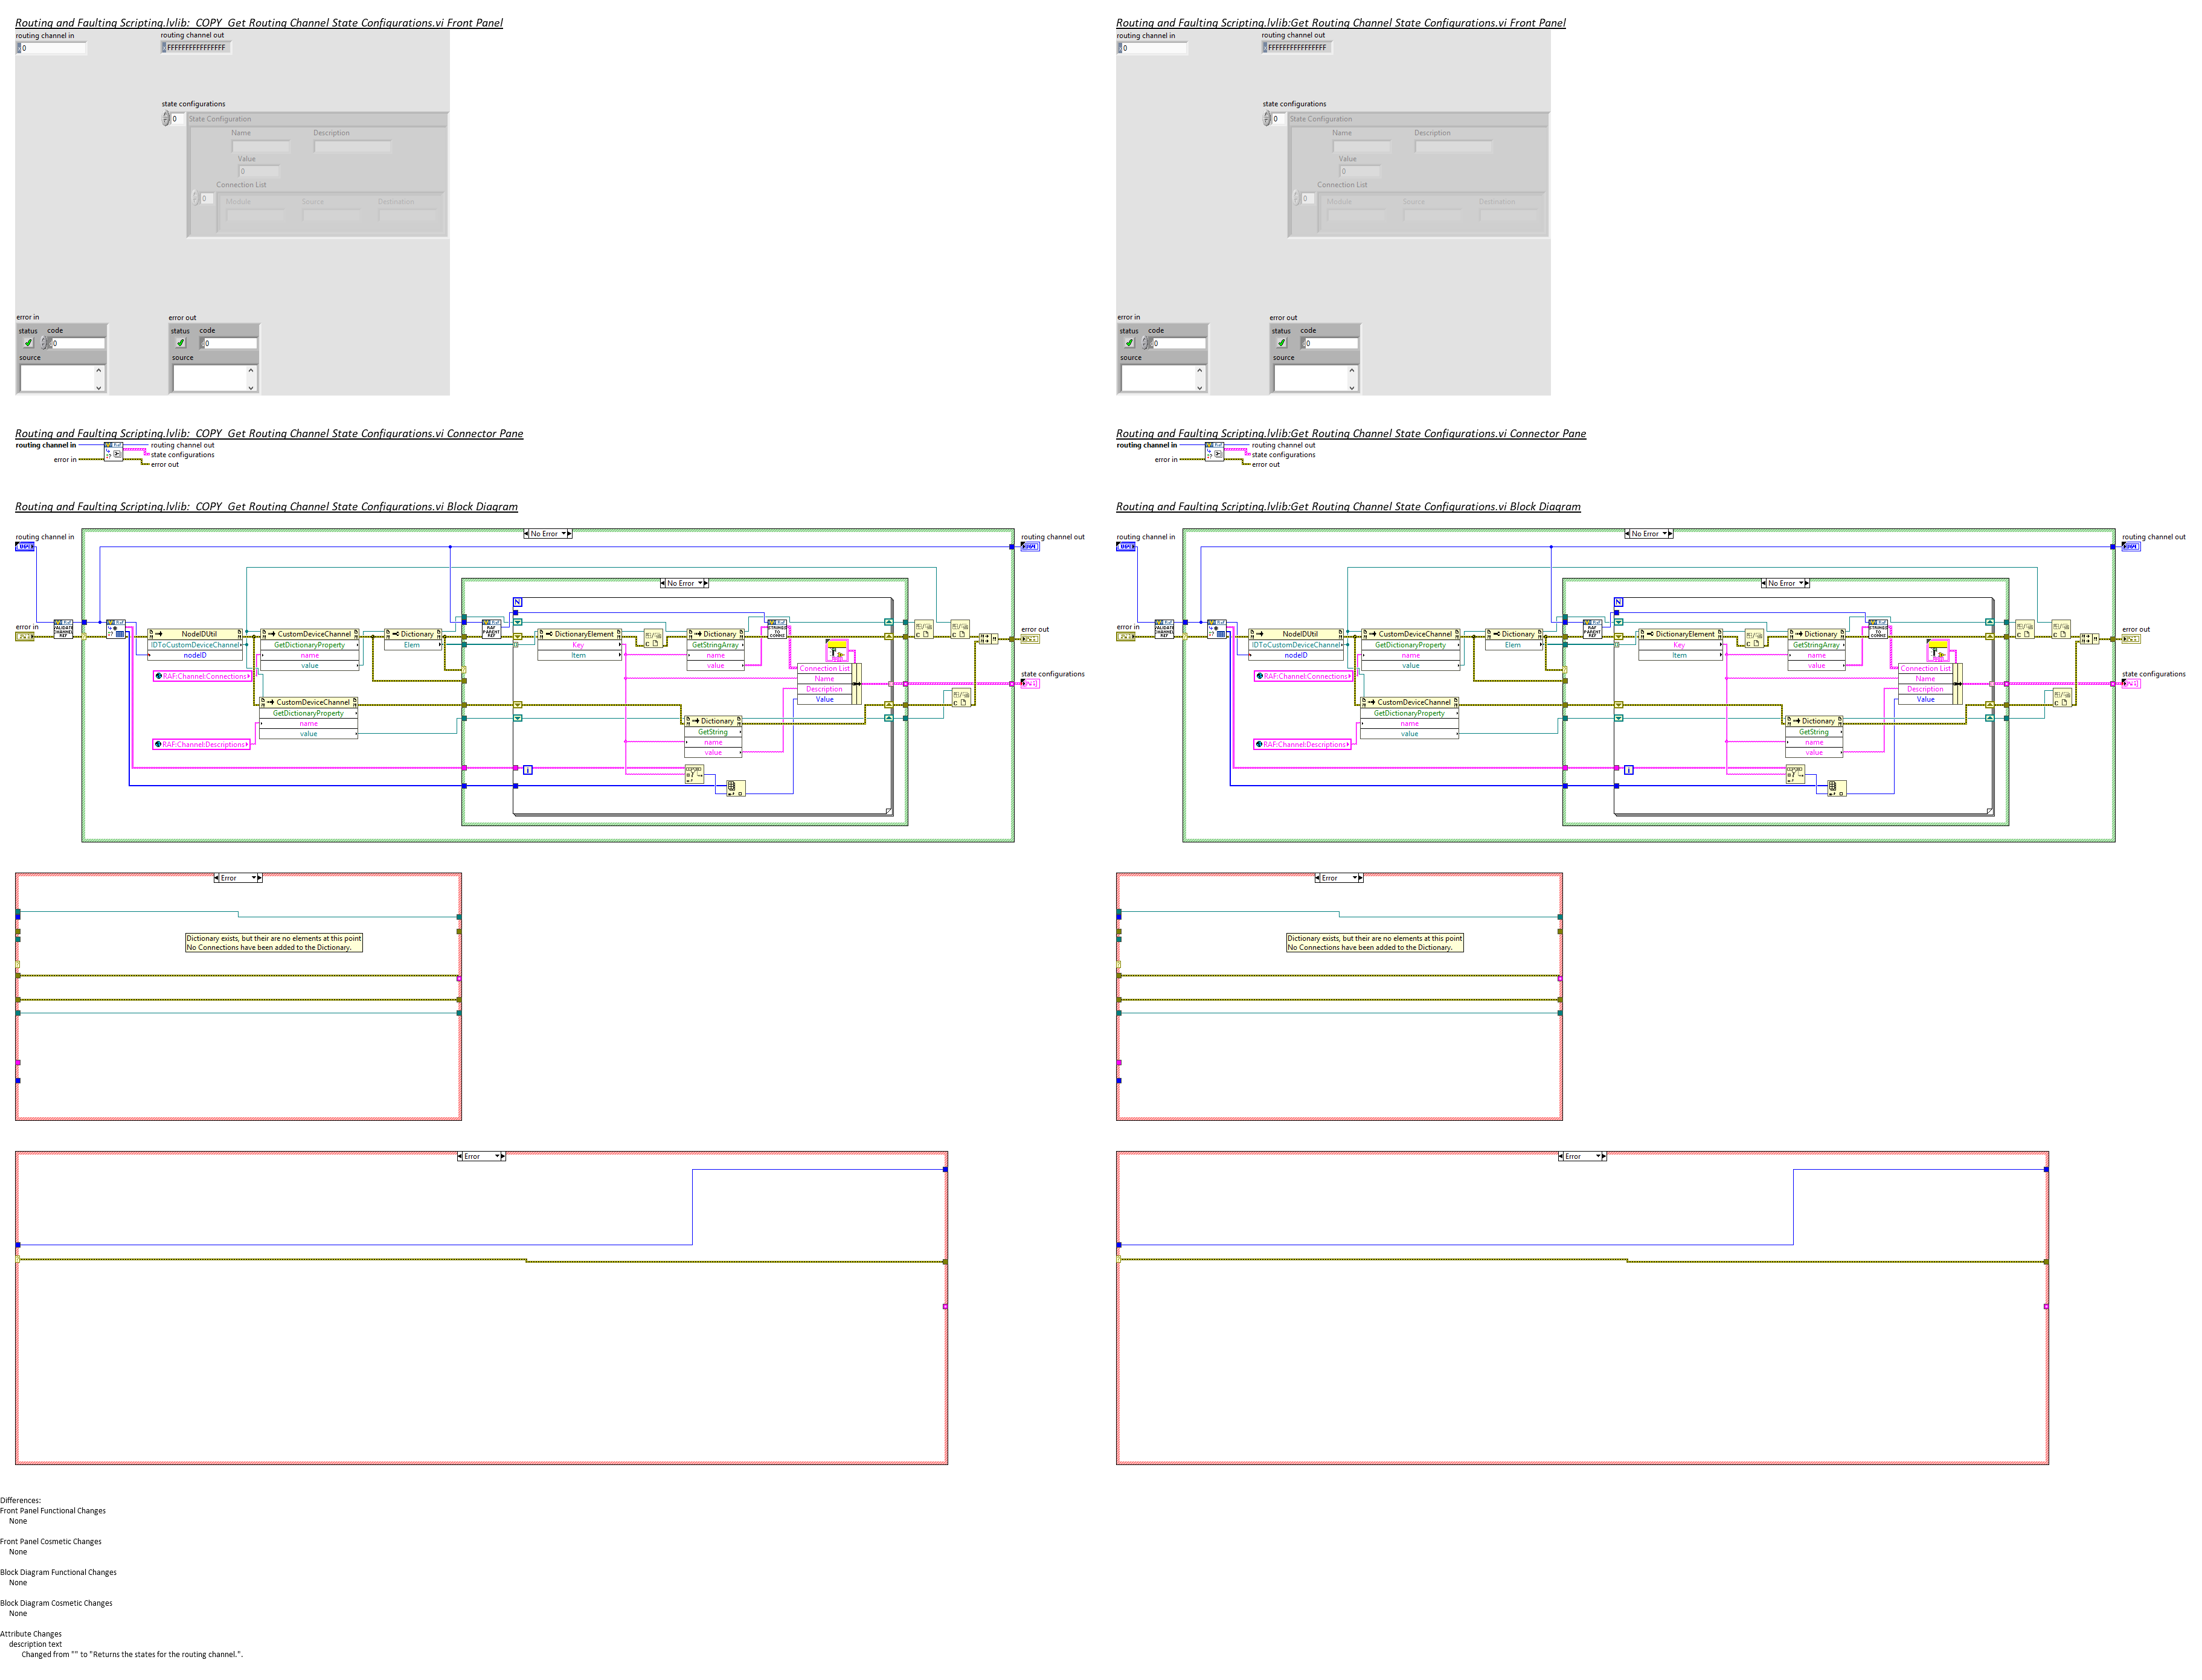 Routing and Faulting Scripting.lvlib:_COPY_Get Routing Channel State Configurations.vi Front Panel
routing channel in
0
routing channel out
FFFFFFFFFFFFFFFF
state configurations
0
State Configuration
Name
Description
Value
0
Connection List
0
Module
Source
Destination
error in
status
code
0
source
error out
status
code
0
source
Routing and Faulting Scripting.lvlib:Get Routing Channel State Configurations.vi Front Panel
routing channel in
0
routing channel out
FFFFFFFFFFFFFFFF
state configurations
0
State Configuration
Name
Description
Value
0
Connection List
0
Module
Source
Destination
error in
status
code
0
source
error out
status
code
0
source
Routing and Faulting Scripting.lvlib:_COPY_Get Routing Channel State Configurations.vi Connector Pane
routing channel in
error in
routing channel out
state configurations
error out
Routing and Faulting Scripting.lvlib:Get Routing Channel State Configurations.vi Connector Pane
routing channel in
error in
routing channel out
state configurations
error out
Routing and Faulting Scripting.lvlib:_COPY_Get Routing Channel State Configurations.vi Block Diagram
No Error
routing channel in
routing channel out
No Error
N
error in
VALIDATE
CHANNEL
REF
NodeIDUtil
IDToCustomDeviceChannel
nodeID
CustomDeviceChannel
GetDictionaryProperty
name
value
Dictionary
Elem
RAF
PARENT
REF
DictionaryElement
Key
Item
Dictionary
GetStringArray
name
value
STRINGS
TO
CONNS
error out
RAF:Channel:Connections
Connection List
Name
Description
Value
state configurations
CustomDeviceChannel
GetDictionaryProperty
name
value
Dictionary
GetString
name
value
RAF:Channel:Descriptions
i
Routing and Faulting Scripting.lvlib:Get Routing Channel State Configurations.vi Block Diagram
No Error
routing channel in
routing channel out
No Error
N
error in
VALIDATE
CHANNEL
REF
NodeIDUtil
IDToCustomDeviceChannel
nodeID
CustomDeviceChannel
GetDictionaryProperty
name
value
Dictionary
Elem
RAF
PARENT
REF
DictionaryElement
Key
Item
Dictionary
GetStringArray
name
value
STRINGS
TO
CONNS
error out
RAF:Channel:Connections
Connection List
Name
Description
Value
state configurations
CustomDeviceChannel
GetDictionaryProperty
name
value
Dictionary
GetString
name
value
RAF:Channel:Descriptions
i
Error
Dictionary exists, but their are no elements at this point
No Connections have been added to the Dictionary.
Error
Dictionary exists, but their are no elements at this point
No Connections have been added to the Dictionary.
Error
Error
Differences:
Front Panel Functional Changes
None
Front Panel Cosmetic Changes
None
Block Diagram Functional Changes
None
Block Diagram Cosmetic Changes
None
Attribute Changes
description text
Changed from "" to "Returns the states for the routing channel.".